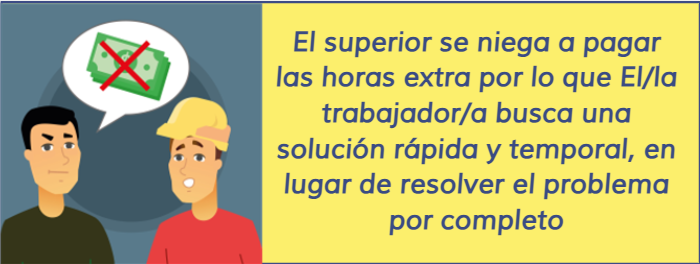 El superior se niega a pagar
las horas extra por lo que El/la
trabajador/a busca una
solución rápida y temporal, en
lugar de resolver el problema
por completo